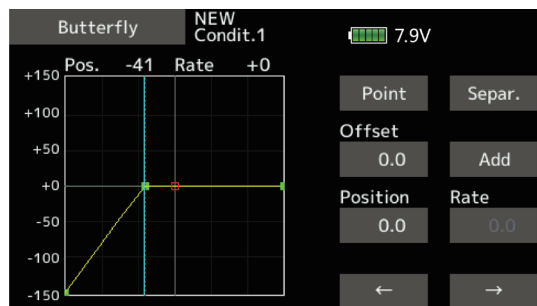 Butterfly
NEW
Condit.1
7.9V
Pos. -41 Rate +0
+150
+100
+50
+0
-50
-100
-150
Point Separ.
Offset
0.0 Add
Position Rate
0.0 0.0
← →